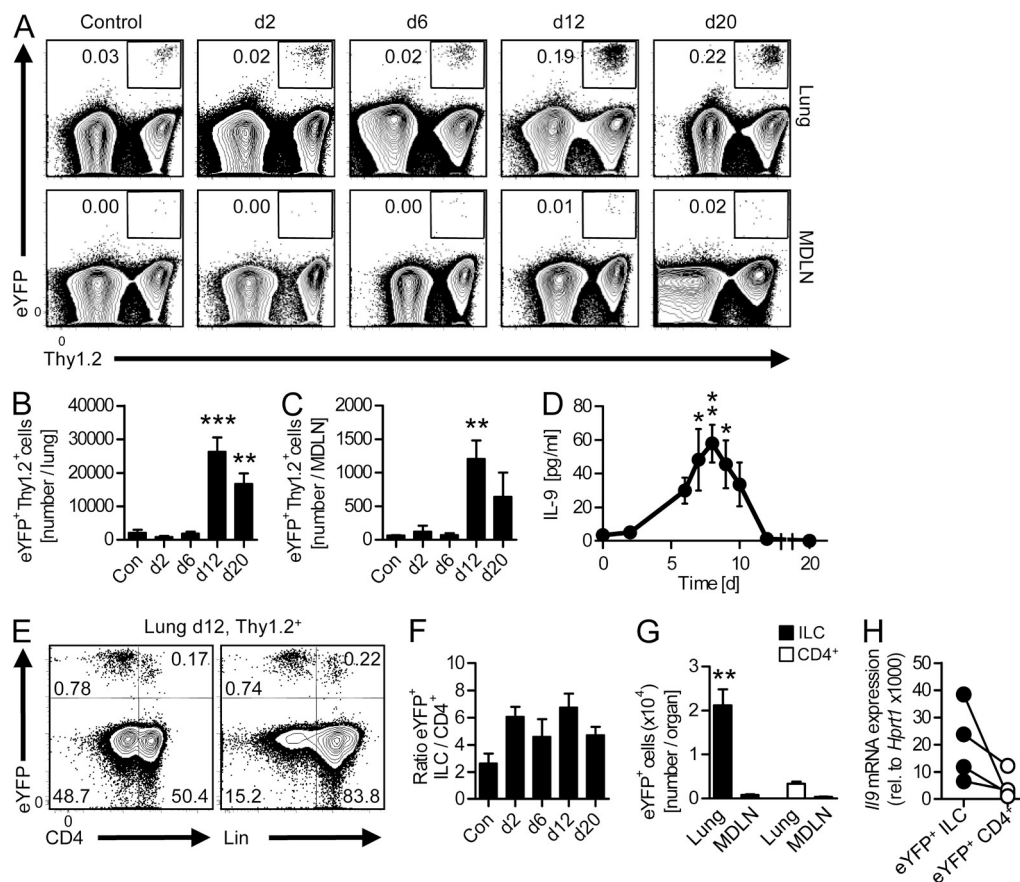 A
Control d2 d6 d12 d20
0.03 0.02 0.02 0.19 0.22
Lung
0.00 0.00 0.00 0.01 0.02
MDLN
eYFP
0
0
Thy1.2
B
eYFP⁺Thy1.2⁺cells
[number / lung]
40000
30000
20000
10000
0
*** **
Con d2 d6 d12 d20
C
eYFP⁺Thy1.2⁺cells
[number / MDLN]
2000
1500
1000
500
0
**
Con d2 d6 d12 d20
D
IL-9 [pg/ml]
80
60
40
20
0
* ** *
0 5 10 20
Time [d]
E
Lung d12, Thy1.2⁺
0.78 0.17
48.7 50.4
0.74 0.22
15.2 83.8
eYFP
0
CD4
Lin
F
Ratio eYFP⁺
ILC / CD4⁺
10
8
6
4
2
0
Con d2 d6 d12 d20
G
ILC
CD4⁺
eYFP⁺ cells (x10⁻⁴)
[number / organ]
3
2
1
0
**
Lung MDLN Lung MDLN
H
Il9 mRNA expression
(rel. to Hprt1 x1000)
50
40
30
20
10
0
eYFP⁺ ILC
eYFP⁺ CD4⁺